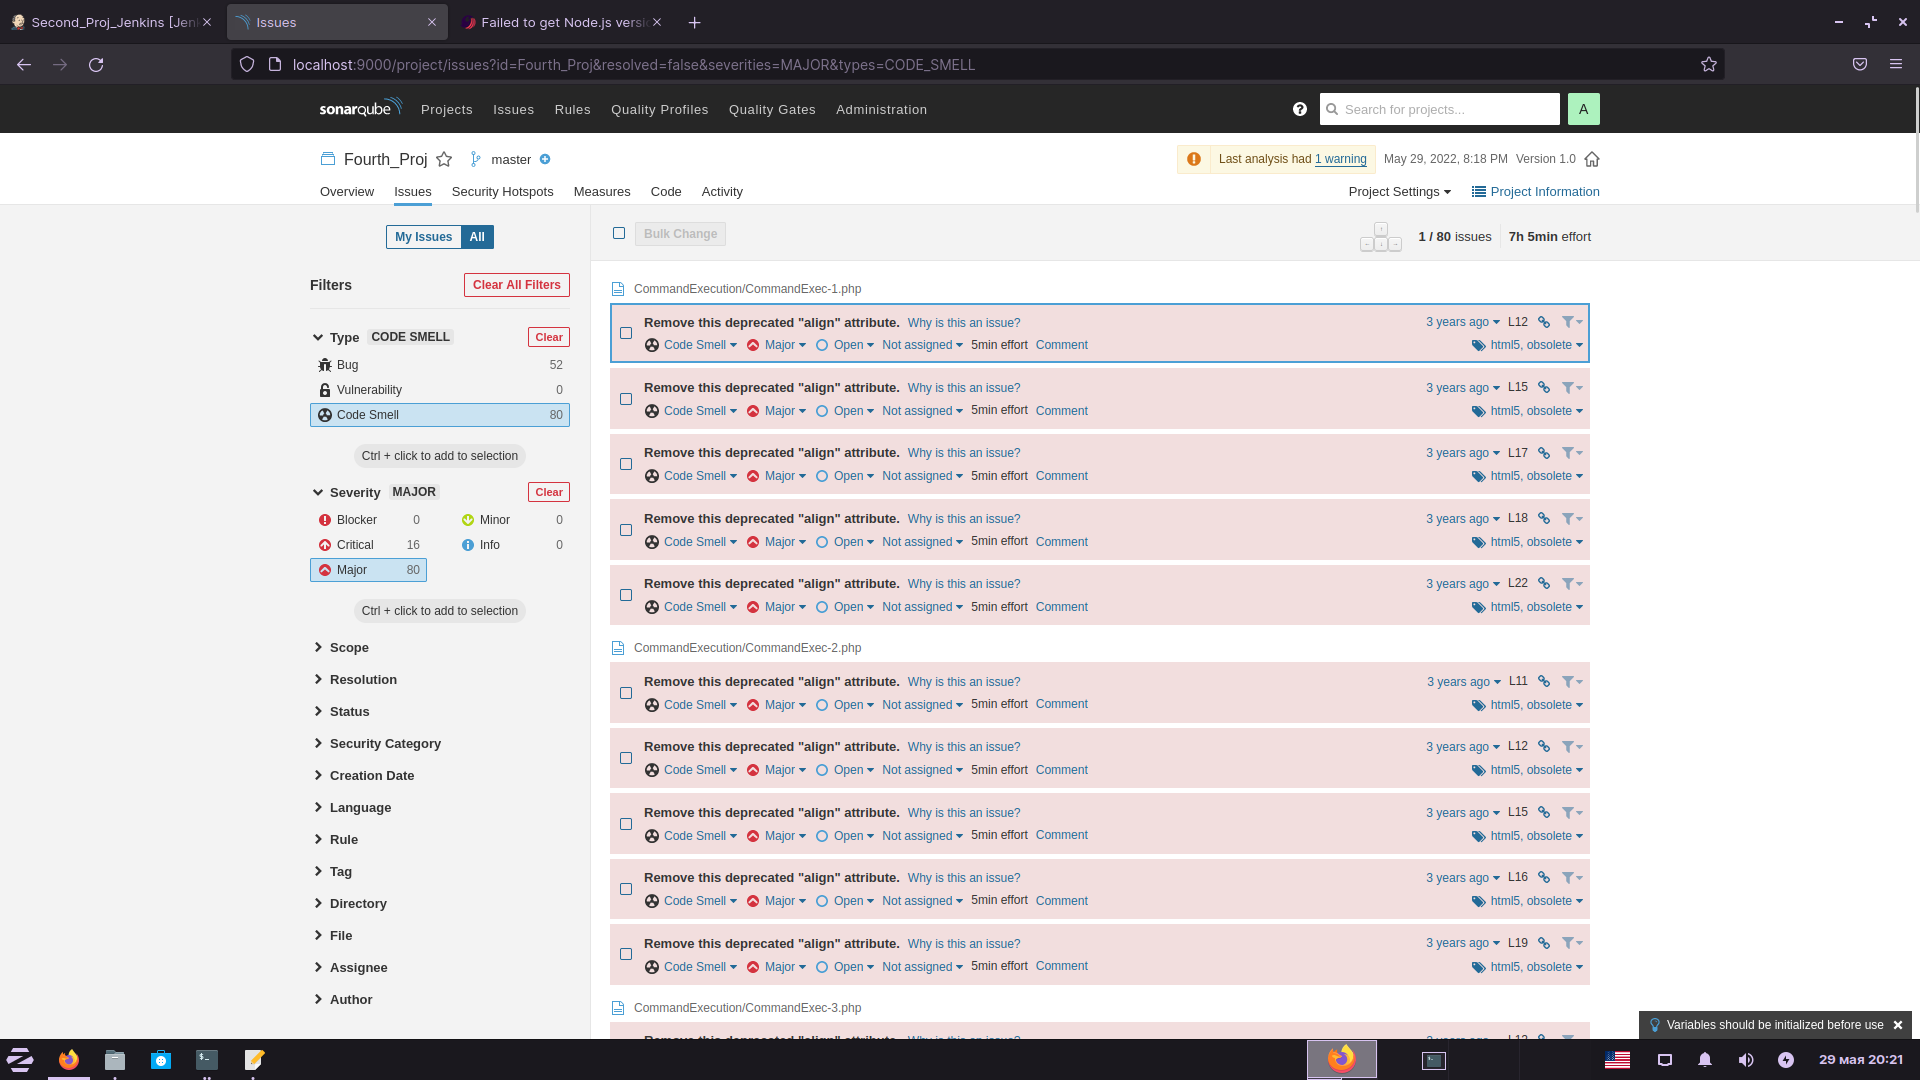 Second_Proj_Jenkins [Jen
Issues
Failed to get Node.js versi
localhost:9000/project/issues?id=Fourth_Proj&resolved=false&severities=MAJOR&types=CODE_SMELL
sonarqube Projects Issues Rules Quality Profiles Quality Gates Administration
Search for projects...
A
Fourth_Proj master
Last analysis had 1 warning May 29, 2022, 8:18 PM Version 1.0
Overview Issues Security Hotspots Measures Code Activity
Project Settings Project Information
My Issues All
Bulk Change
1 / 80 issues 7h 5min effort
Filters Clear All Filters
Type CODE SMELL Clear
Bug 52
Vulnerability 0
Code Smell 80
Ctrl + click to add to selection
Severity MAJOR Clear
Blocker 0 Minor 0
Critical 16 Info 0
Major 80
Ctrl + click to add to selection
Scope
Resolution
Status
Security Category
Creation Date
Language
Rule
Tag
Directory
File
Assignee
Author
CommandExecution/CommandExec-1.php
Remove this deprecated "align" attribute. Why is this an issue? 3 years ago L12
Code Smell Major Open Not assigned 5min effort Comment html5, obsolete
Remove this deprecated "align" attribute. Why is this an issue? 3 years ago L15
Code Smell Major Open Not assigned 5min effort Comment html5, obsolete
Remove this deprecated "align" attribute. Why is this an issue? 3 years ago L17
Code Smell Major Open Not assigned 5min effort Comment html5, obsolete
Remove this deprecated "align" attribute. Why is this an issue? 3 years ago L18
Code Smell Major Open Not assigned 5min effort Comment html5, obsolete
Remove this deprecated "align" attribute. Why is this an issue? 3 years ago L22
Code Smell Major Open Not assigned 5min effort Comment html5, obsolete
CommandExecution/CommandExec-2.php
Remove this deprecated "align" attribute. Why is this an issue? 3 years ago L11
Code Smell Major Open Not assigned 5min effort Comment html5, obsolete
Remove this deprecated "align" attribute. Why is this an issue? 3 years ago L12
Code Smell Major Open Not assigned 5min effort Comment html5, obsolete
Remove this deprecated "align" attribute. Why is this an issue? 3 years ago L15
Code Smell Major Open Not assigned 5min effort Comment html5, obsolete
Remove this deprecated "align" attribute. Why is this an issue? 3 years ago L16
Code Smell Major Open Not assigned 5min effort Comment html5, obsolete
Remove this deprecated "align" attribute. Why is this an issue? 3 years ago L19
Code Smell Major Open Not assigned 5min effort Comment html5, obsolete
CommandExecution/CommandExec-3.php
Variables should be initialized before use
29 мая 20:21